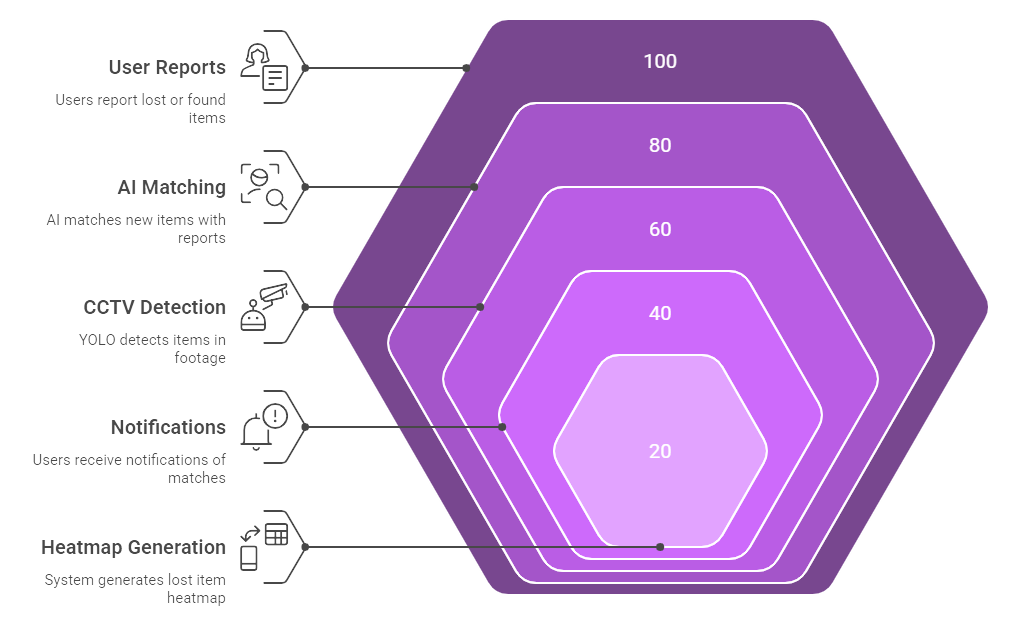 User Reports
Users report lost or found
items
AI Matching
AI matches new items with
reports
CCTV Detection
YOLO detects items in
footage
Notifications
Users receive notifications of
matches
Heatmap Generation
System generates lost item
heatmap
100
80
60
40
20